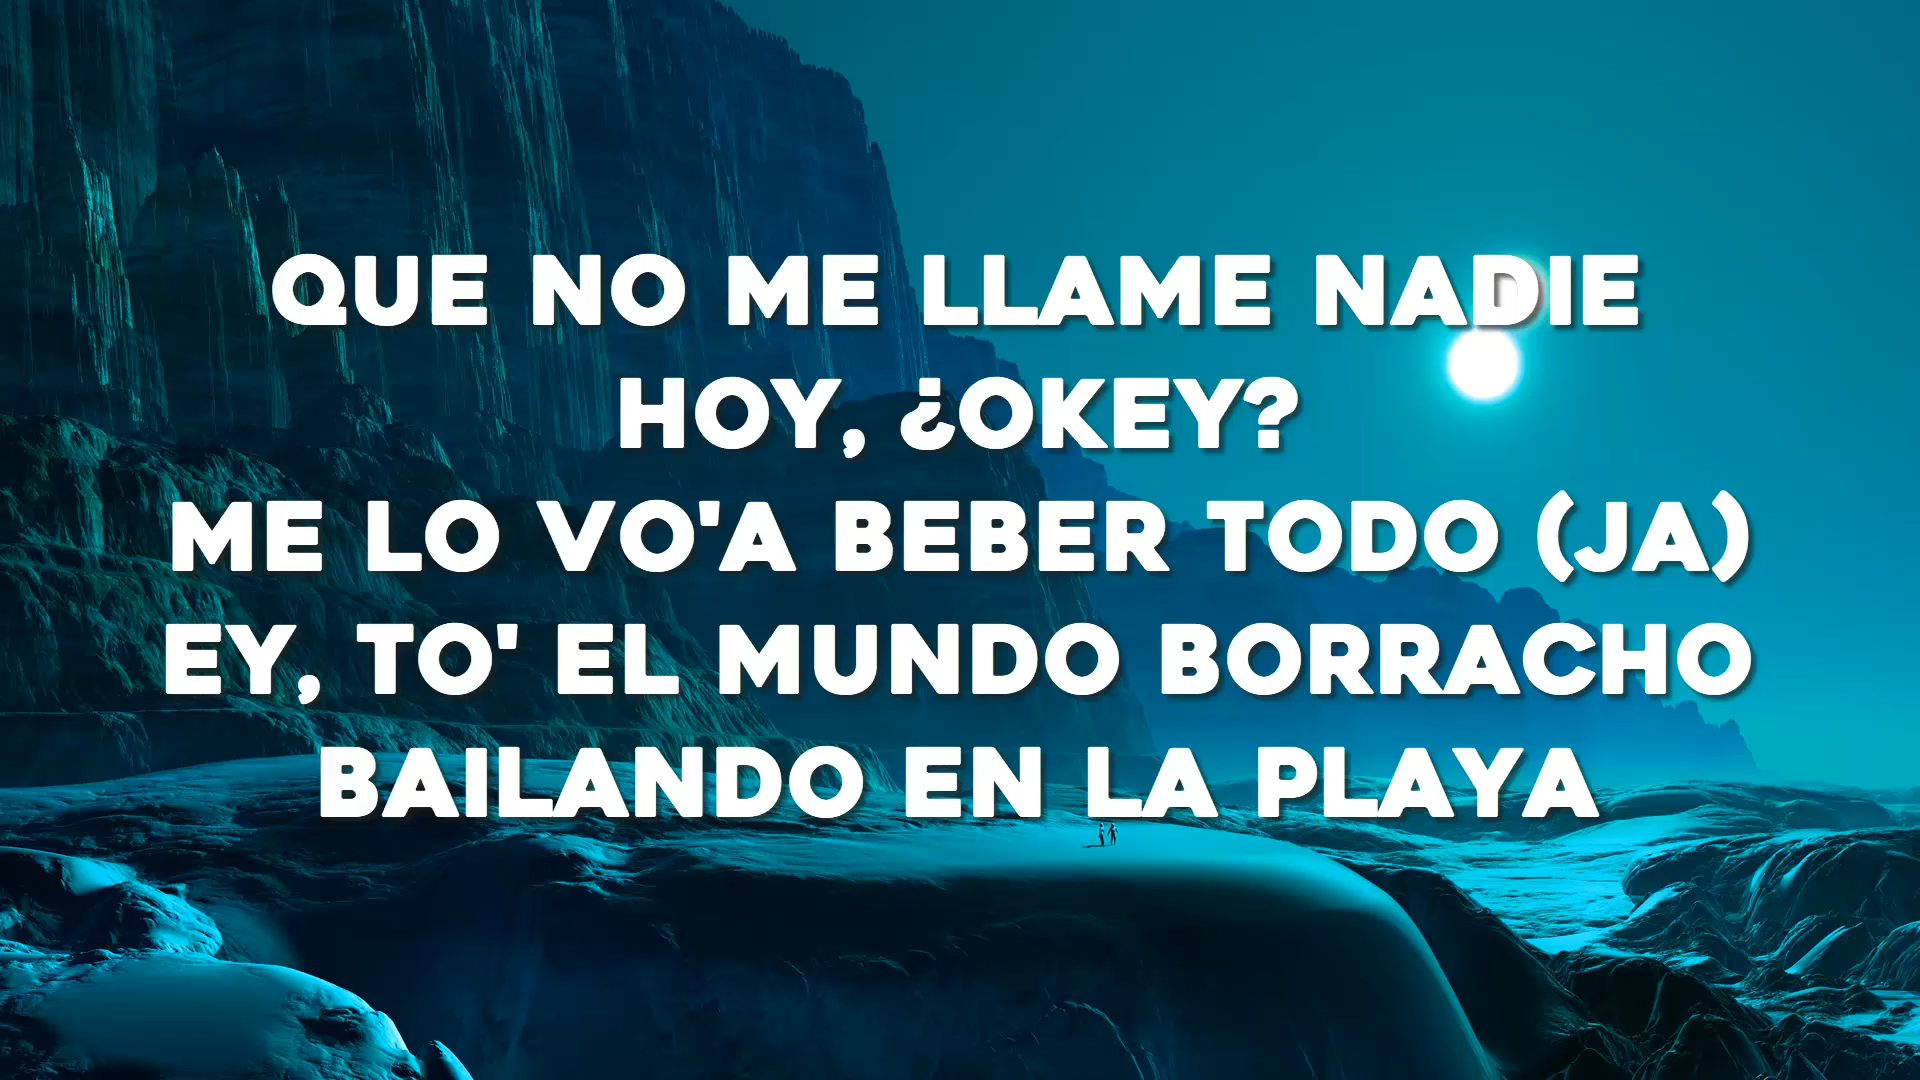 QUE NO ME LLAME NADIE
HOY, ¿OKEY?
ME LO VO'A BEBER TODO (JA)
EY, TO' EL MUNDO BORRACHO
BAILANDO EN LA PLAYA